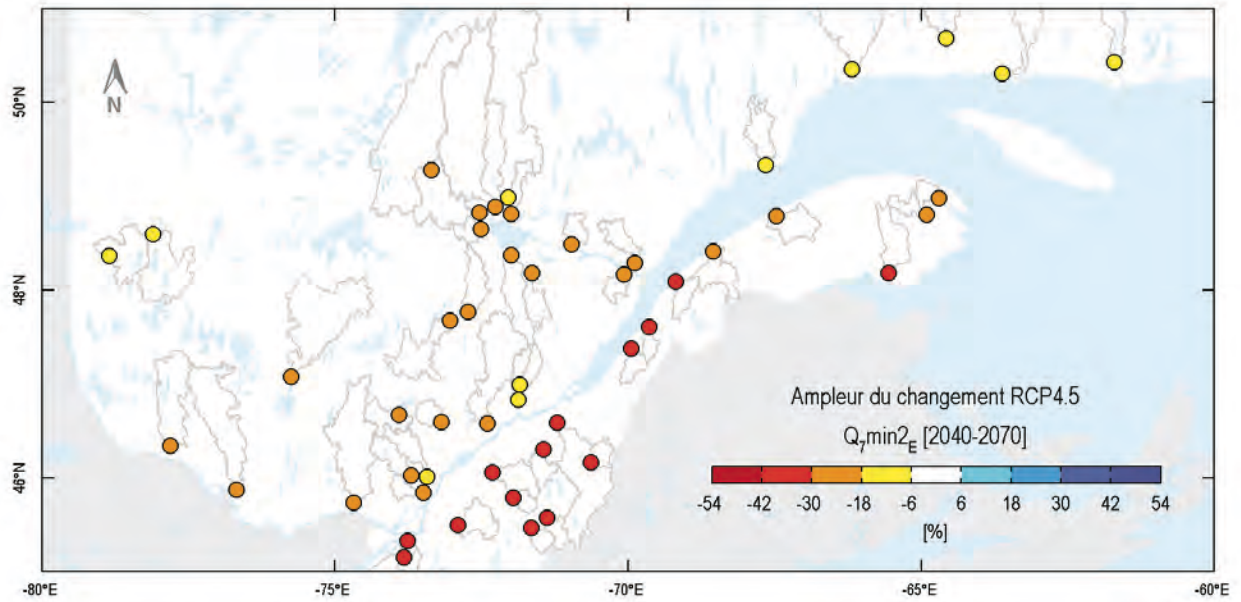 50°N
48°N
46°N
N
Ampleur du changement RCP4.5
Q₇min2_E [2040-2070]
-54 -42 -30 -18 -6 6 18 30 42 54
[%]
-80°E -75°E -70°E -65°E -60°E